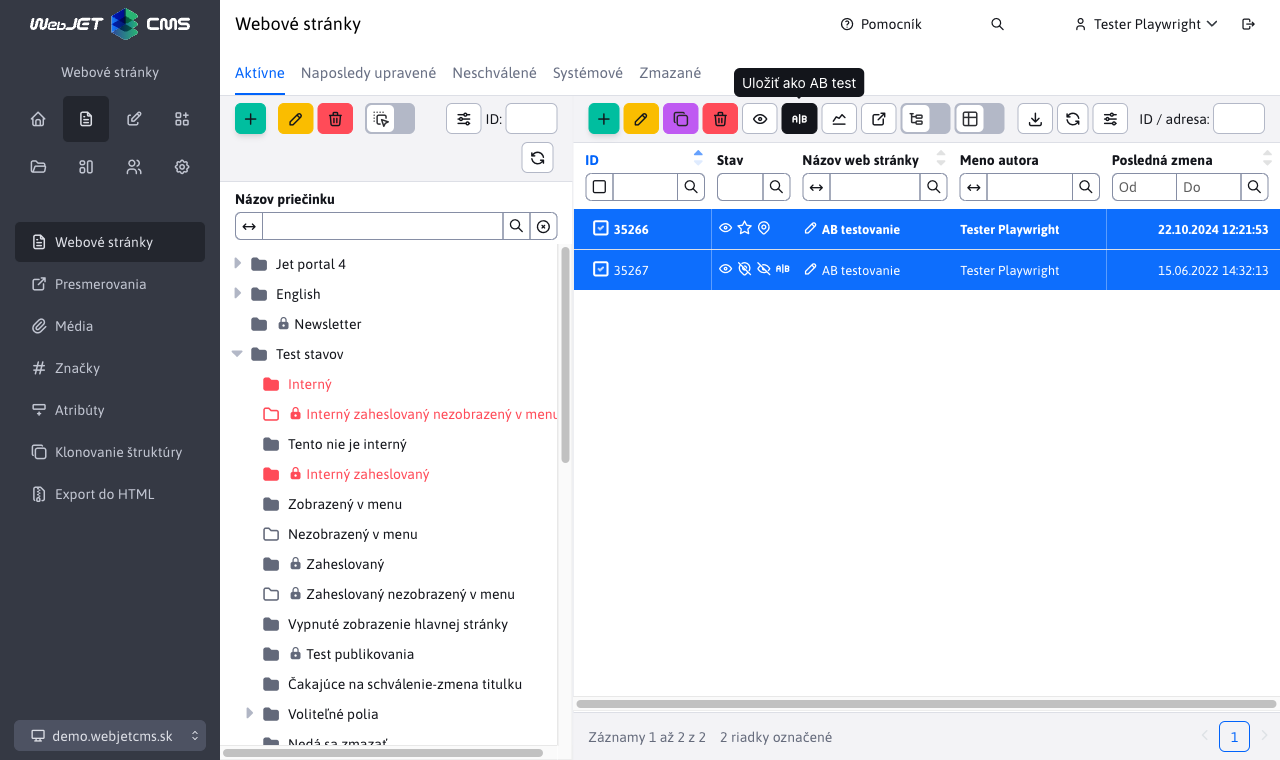 WebJET CMS
Webové stránky
Pomocník
Tester Playwright
Webové stránky
Aktívne
Naposledy upravené
Neschválené
Systémové
Zmazané
Uložiť ako AB test
ID:
A|B
ID / adresa:
Názov priečinku
ID
Stav
Názov web stránky
Meno autora
Posledná zmena
Od
Do
35266
AB testovanie
Tester Playwright
22.10.2024 12:21:53
35267
A|B
AB testovanie
Tester Playwright
15.06.2022 14:32:13
Webové stránky
Presmerovania
Média
Značky
Atribúty
Klonovanie štruktúry
Export do HTML
Jet portal 4
English
Newsletter
Test stavov
Interný
Interný zaheslovaný nezobrazený v menu
Tento nie je interný
Interný zaheslovaný
Zobrazený v menu
Nezobrazený v menu
Zaheslovaný
Zaheslovaný nezobrazený v menu
Vypnuté zobrazenie hlavnej stránky
Test publikovania
Čakajúce na schválenie-zmena titulku
Voliteľné polia
Nedá sa zmazať
demo.webjetcms.sk
Záznamy 1 až 2 z 2
2 riadky označené
1